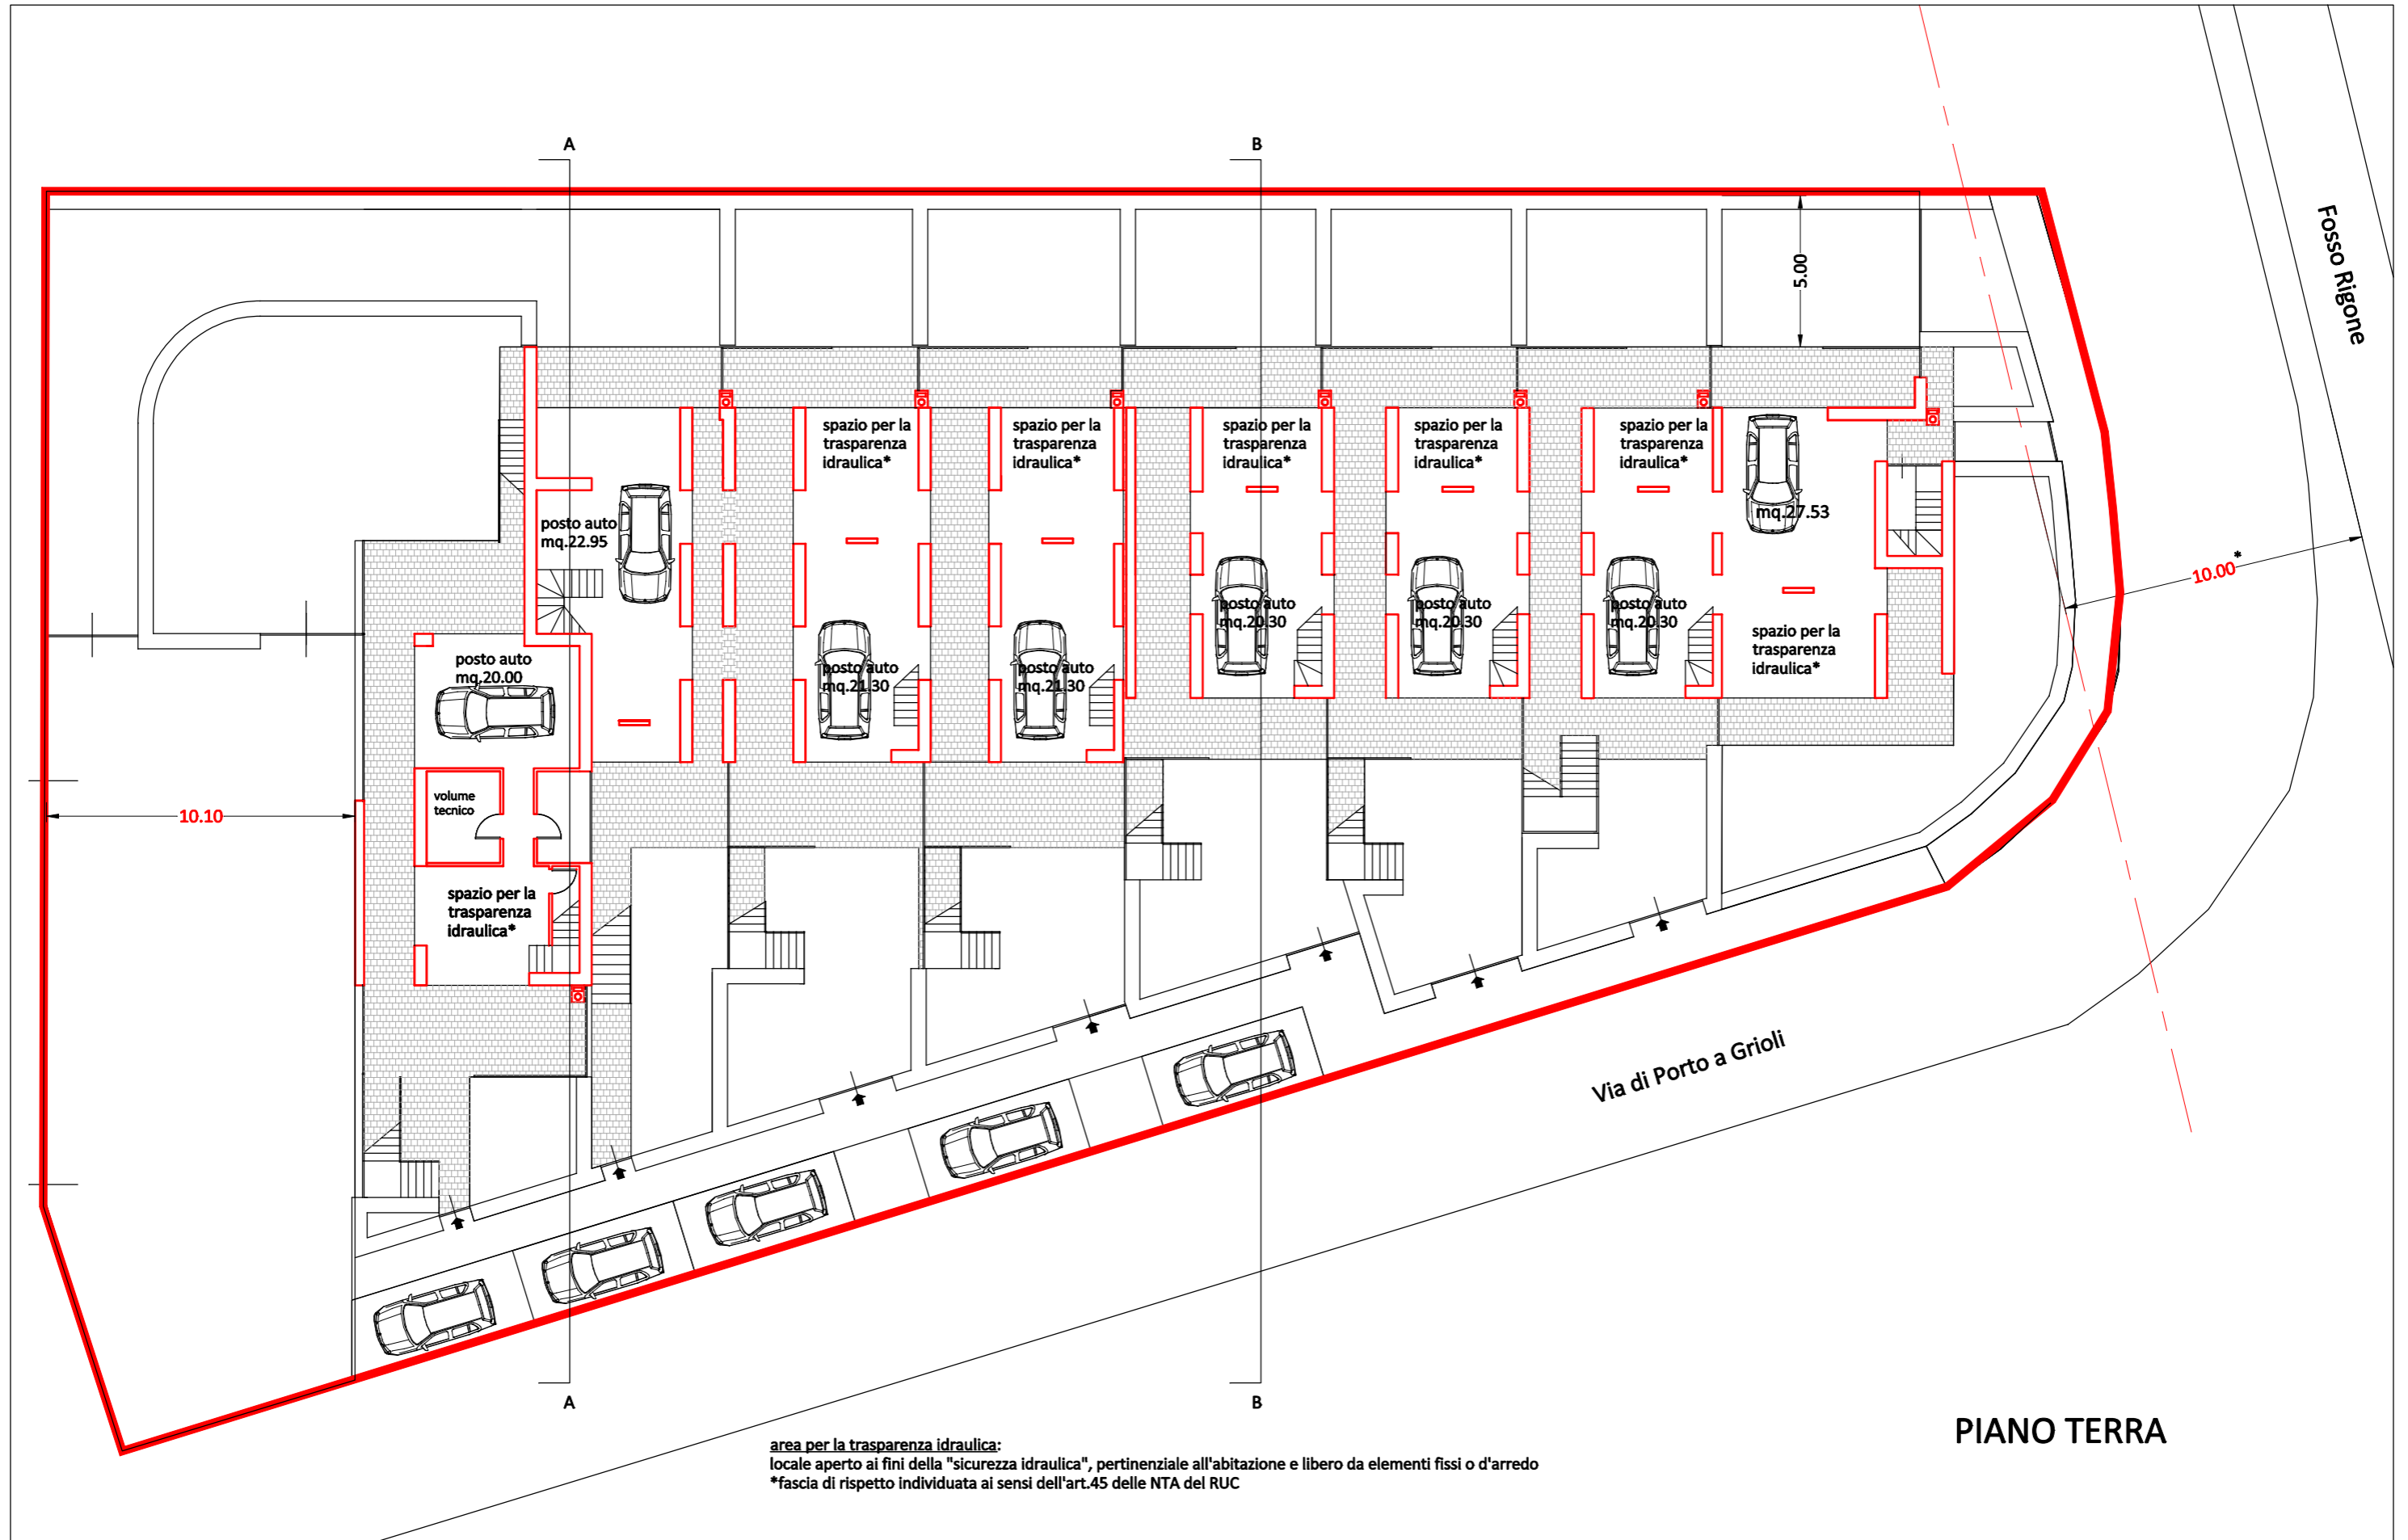 A
B
Fosso Rigone
5.00
spazio per la
trasparenza
idraulica*
spazio per la
trasparenza
idraulica*
spazio per la
trasparenza
idraulica*
spazio per la
trasparenza
idraulica*
spazio per la
trasparenza
idraulica*
posto auto
mq.22.95
mq.27.53
10.00*
posto auto
mq.20.30
posto auto
mq.20.30
posto auto
mq.20.30
spazio per la
trasparenza
idraulica*
posto auto
mq.20.00
posto auto
mq.21.30
posto auto
mq.21.30
volume
tecnico
10.10
spazio per la
trasparenza
idraulica*
Via di Porto a Grioli
A
B
PIANO TERRA
area per la trasparenza idraulica:
locale aperto ai fini della "sicurezza idraulica", pertinenziale all'abitazione e libero da elementi fissi o d'arredo
*fascia di rispetto individuata ai sensi dell'art.45 delle NTA del RUC